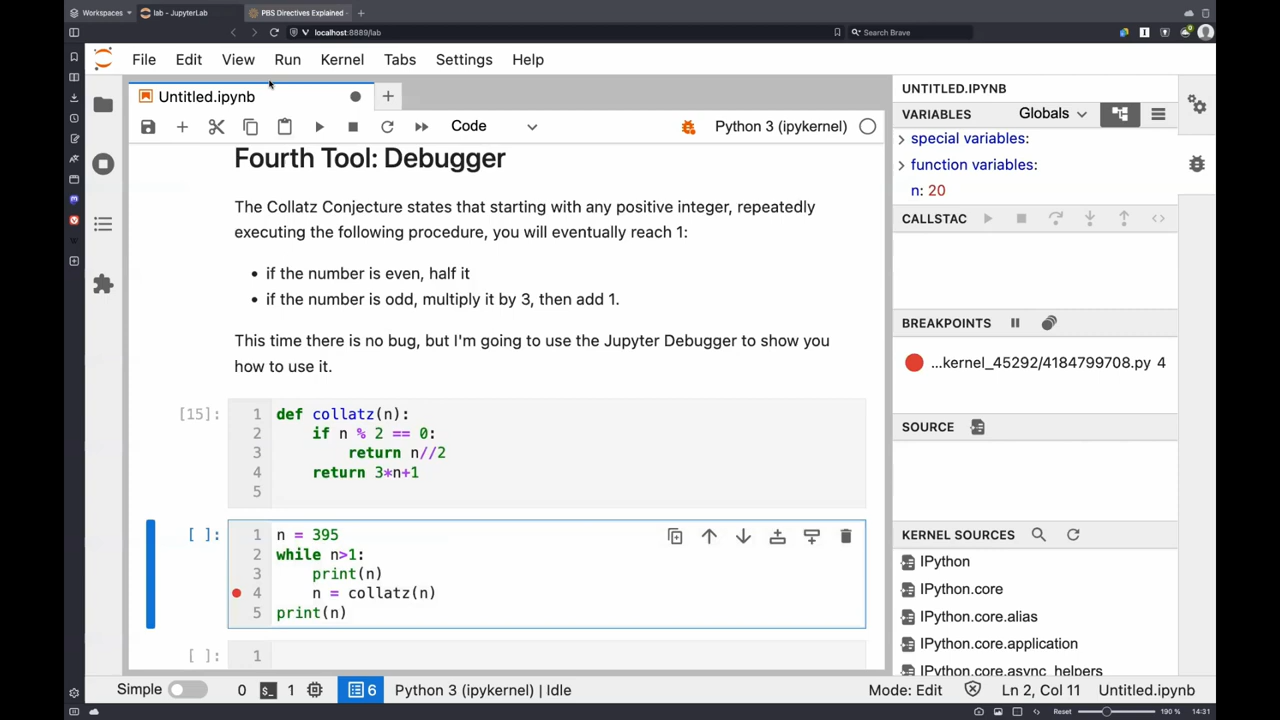 Workspaces
lab - JupyterLab
PBS Directives Explained
localhost:8889/lab
Search Brave
File Edit View Run Kernel Tabs Settings Help
Untitled.ipynb
Code
Python 3 (ipykernel)
Fourth Tool: Debugger
The Collatz Conjecture states that starting with any positive integer, repeatedly
executing the following procedure, you will eventually reach 1:
• if the number is even, half it
• if the number is odd, multiply it by 3, then add 1.
This time there is no bug, but I'm going to use the Jupyter Debugger to show you
how to use it.
[15]:
1 def collatz(n):
2     if n % 2 == 0:
3         return n//2
4     return 3*n+1
5
[ ]:
1 n = 395
2 while n>1:
3     print(n)
4     n = collatz(n)
5 print(n)
[ ]:
1
UNTITLED.IPYNB
VARIABLES Globals
special variables:
function variables:
n: 20
CALLSTAC
BREAKPOINTS
...kernel_45292/4184799708.py 4
SOURCE
KERNEL SOURCES
IPython
IPython.core
IPython.core.alias
IPython.core.application
IPython.core.async_helpers
Simple 0 1 6 Python 3 (ipykernel) | Idle Mode: Edit Ln 2, Col 11 Untitled.ipynb
Reset 190 % 14:31